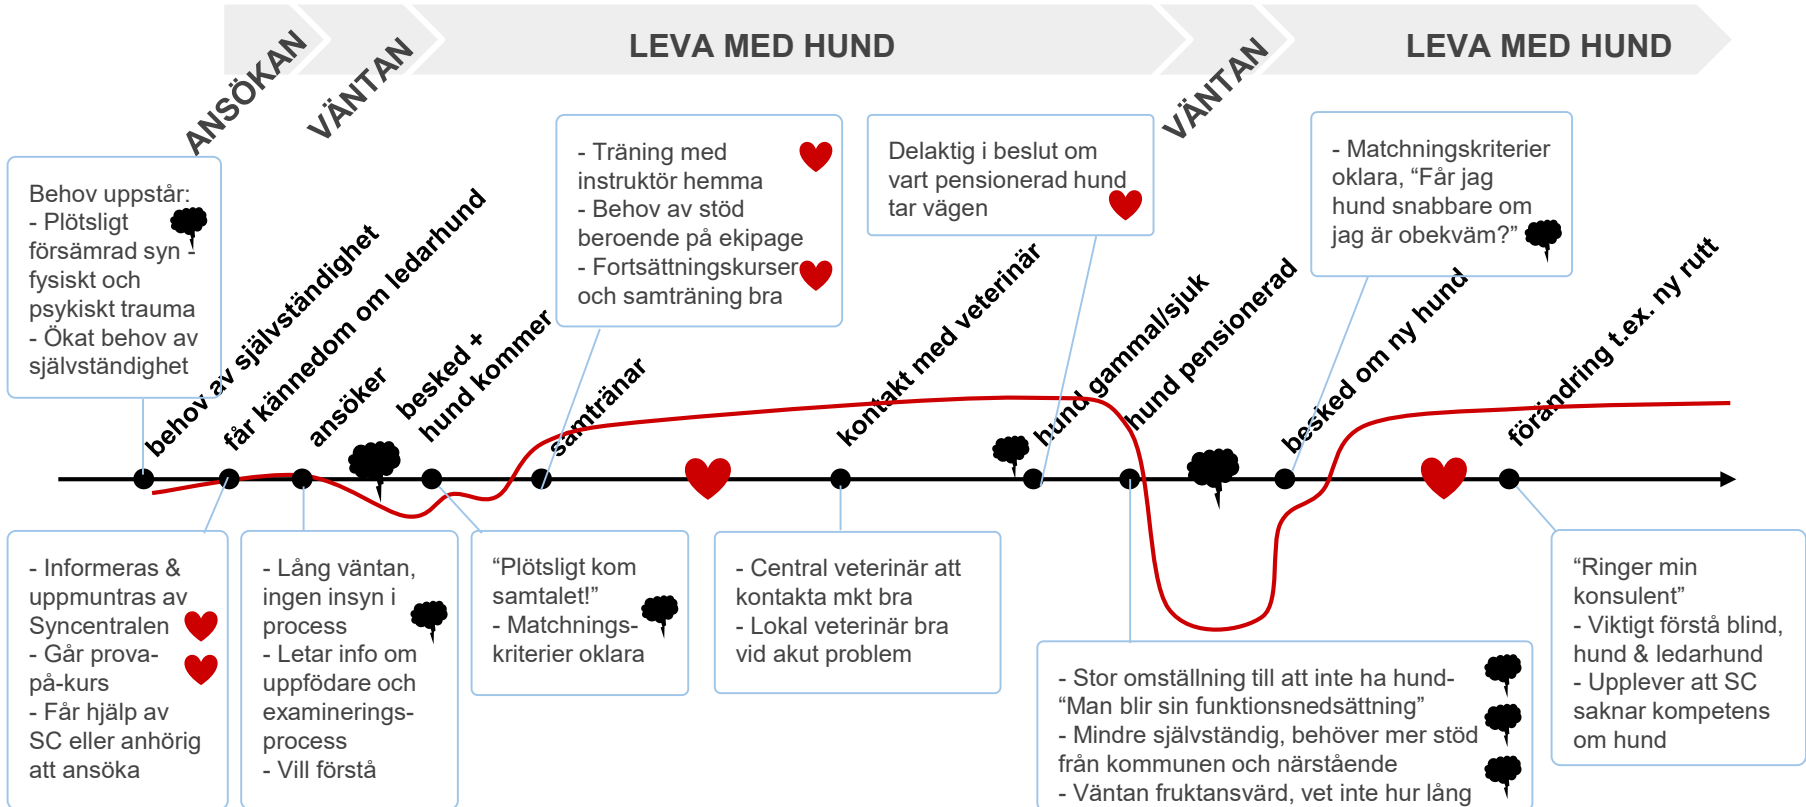 ANSÖKAN
VÄNTAN
LEVA MED HUND
VÄNTAN
LEVA MED HUND
Behov uppstår:
- Plötsligt
försämrad syn -
fysiskt och
psykiskt trauma
- Ökat behov av
självständighet
- Träning med
instruktör hemma
- Behov av stöd
beroende på ekipage
- Fortsättningskurser
och samträning bra
Delaktig i beslut om
vart pensionerad hund
tar vägen
- Matchningskriterier
oklara, “Får jag
hund snabbare om
jag är obekväm?”
behov av självständighet
får kännedom om ledarhund
ansöker
besked +
hund kommer
samtränar
kontakt med veterinär
hund gammal/sjuk
hund pensionerad
besked om ny hund
förändring t.ex. ny rutt
- Informeras &
uppmuntras av
Syncentralen
- Går prova-
på-kurs
- Får hjälp av
SC eller anhörig
att ansöka
- Lång väntan,
ingen insyn i
process
- Letar info om
uppfödare och
examinerings-
process
- Vill förstå
“Plötsligt kom
samtalet!”
- Matchnings-
kriterier oklara
- Central veterinär att
kontakta mkt bra
- Lokal veterinär bra
vid akut problem
- Stor omställning till att inte ha hund-
“Man blir sin funktionsnedsättning”
- Mindre självständig, behöver mer stöd
från kommunen och närstående
- Väntan fruktansvärd, vet inte hur lång
“Ringer min
konsulent”
- Viktigt förstå blind,
hund & ledarhund
- Upplever att SC
saknar kompetens
om hund